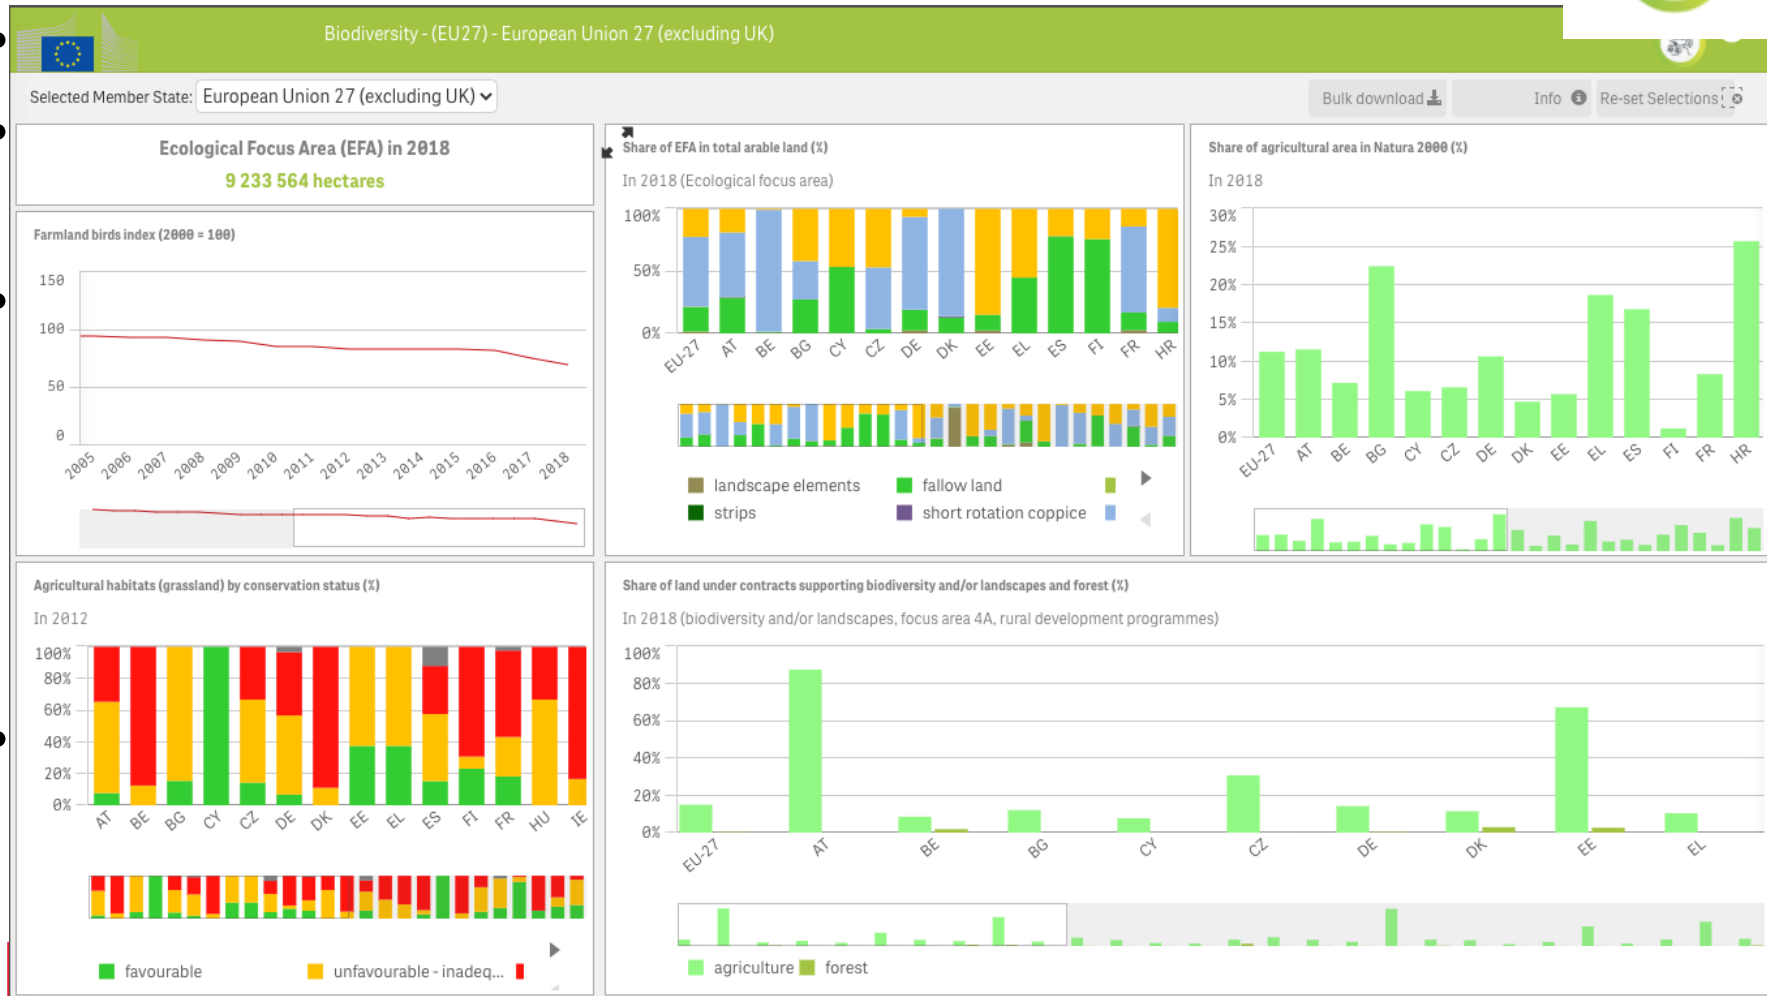 Biodiversity - (EU27) - European Union 27 (excluding UK)
Selected Member State: European Union 27 (excluding UK)
Bulk download Info Re-set Selections
Ecological Focus Area (EFA) in 2018
9 233 564 hectares
Farmland birds index (2000 = 100)
150
100
50
0
2005 2006 2007 2008 2009 2010 2011 2012 2013 2014 2015 2016 2017 2018
Share of EFA in total arable land (%)
In 2018 (Ecological focus area)
100%
50%
0%
EU-27 AT BE BG CY CZ DE DK EE EL ES FI FR HR
landscape elements fallow land
strips short rotation coppice
Share of agricultural area in Natura 2000 (%)
In 2018
30%
25%
20%
15%
10%
5%
0%
EU-27 AT BE BG CY CZ DE DK EE EL ES FI FR HR
Agricultural habitats (grassland) by conservation status (%)
In 2012
100%
80%
60%
40%
20%
0%
AT BE BG CY CZ DE DK EE EL ES FI FR HU IE
favourable unfavourable - inadeq...
Share of land under contracts supporting biodiversity and/or landscapes and forest (%)
In 2018 (biodiversity and/or landscapes, focus area 4A, rural development programmes)
100%
80%
60%
40%
20%
0%
EU-27 AT BE BG CY CZ DE DK EE EL
agriculture forest